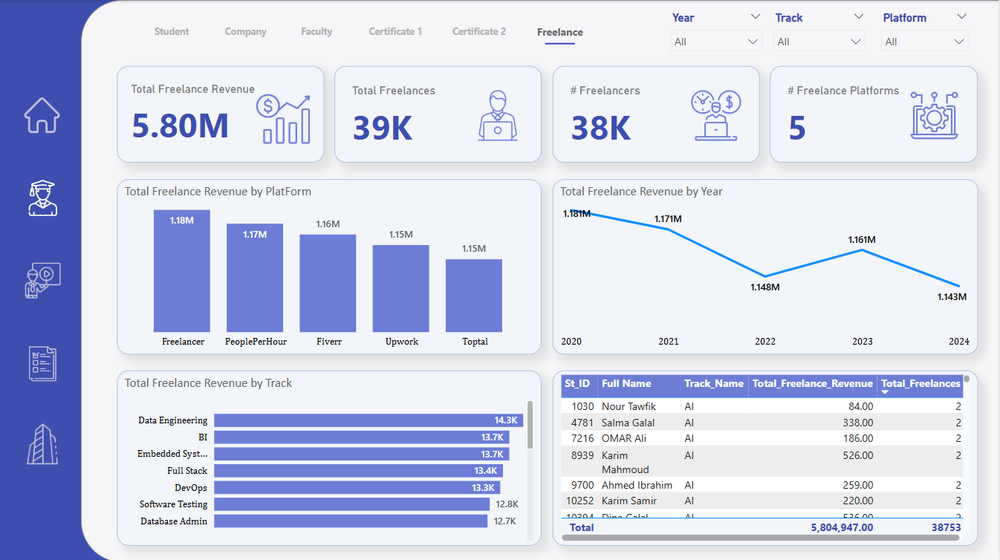 Student Company Faculty Certificate 1 Certificate 2 Freelance
Year Track Platform
All All All
Total Freelance Revenue
5.80M
Total Freelances
39K
# Freelancers
38K
# Freelance Platforms
5
Total Freelance Revenue by PlatForm
1.18M 1.17M 1.16M 1.15M 1.15M
Freelancer PeoplePerHour Fiverr Upwork Toptal
Total Freelance Revenue by Year
1.181M 1.171M 1.148M 1.161M 1.143M
2020 2021 2022 2023 2024
Total Freelance Revenue by Track
Data Engineering 14.3K
BI 13.7K
Embedded Syst... 13.7K
Full Stack 13.4K
DevOps 13.3K
Software Testing 12.8K
Database Admin 12.7K
St_ID Full Name Track_Name Total_Freelance_Revenue Total_Freelances
1030 Nour Tawfik AI 84.00 2
4781 Salma Galal AI 338.00 2
7216 OMAR Ali AI 186.00 2
8939 Karim AI 526.00 2
Mahmoud
9700 Ahmed Ibrahim AI 259.00 2
10252 Karim Samir AI 220.00 2
10394 Dina Galal AI 536.00 2
Total 5,804,947.00 38753